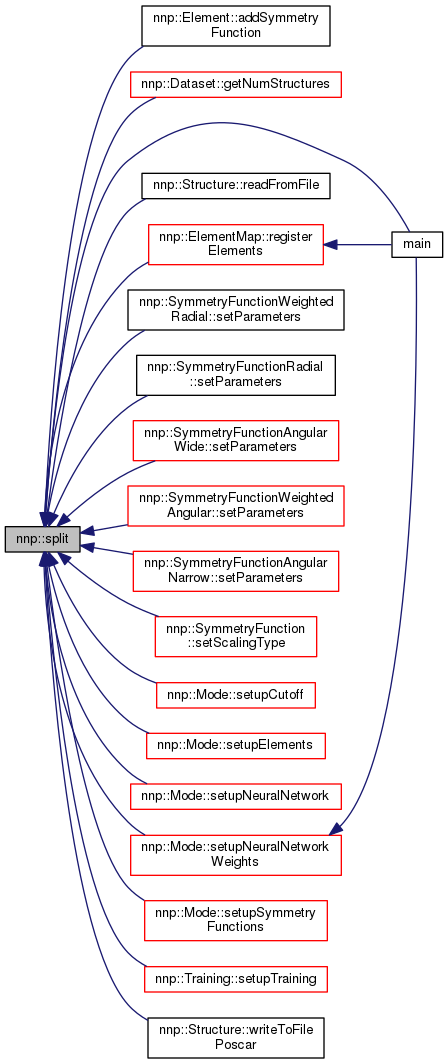 nnp::Element::addSymmetry
Function
nnp::Dataset::getNumStructures
nnp::Structure::readFromFile
nnp::ElementMap::register
Elements
main
nnp::SymmetryFunctionWeighted
Radial::setParameters
nnp::SymmetryFunctionRadial
::setParameters
nnp::SymmetryFunctionAngular
Wide::setParameters
nnp::SymmetryFunctionWeighted
Angular::setParameters
nnp::split
nnp::SymmetryFunctionAngular
Narrow::setParameters
nnp::SymmetryFunction
::setScalingType
nnp::Mode::setupCutoff
nnp::Mode::setupElements
nnp::Mode::setupNeuralNetwork
nnp::Mode::setupNeuralNetwork
Weights
nnp::Mode::setupSymmetry
Functions
nnp::Training::setupTraining
nnp::Structure::writeToFile
Poscar